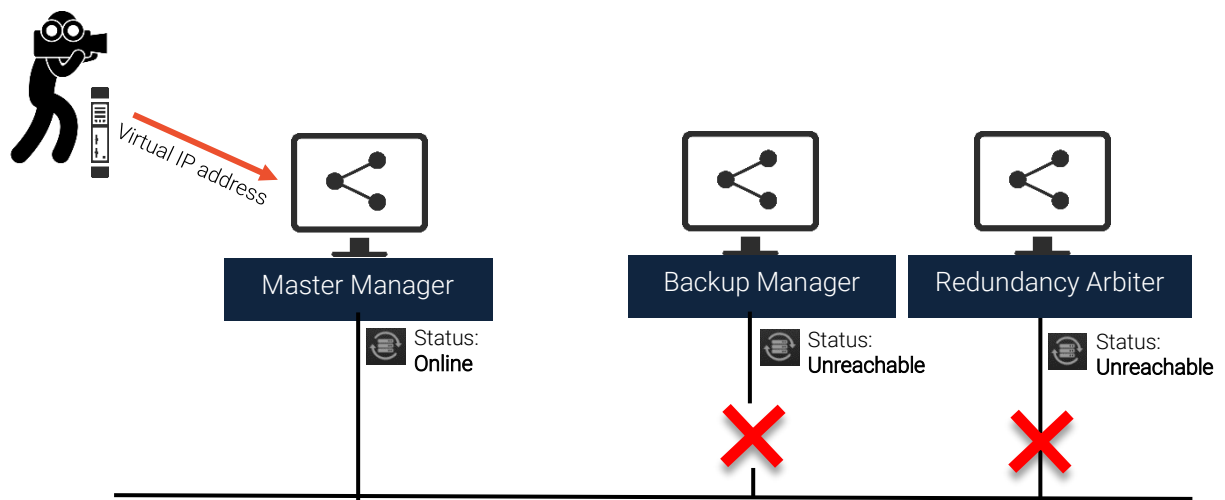 Virtual IP address
Master Manager
Backup Manager
Redundancy Arbiter
Status:
Online
Status:
Unreachable
Status:
Unreachable